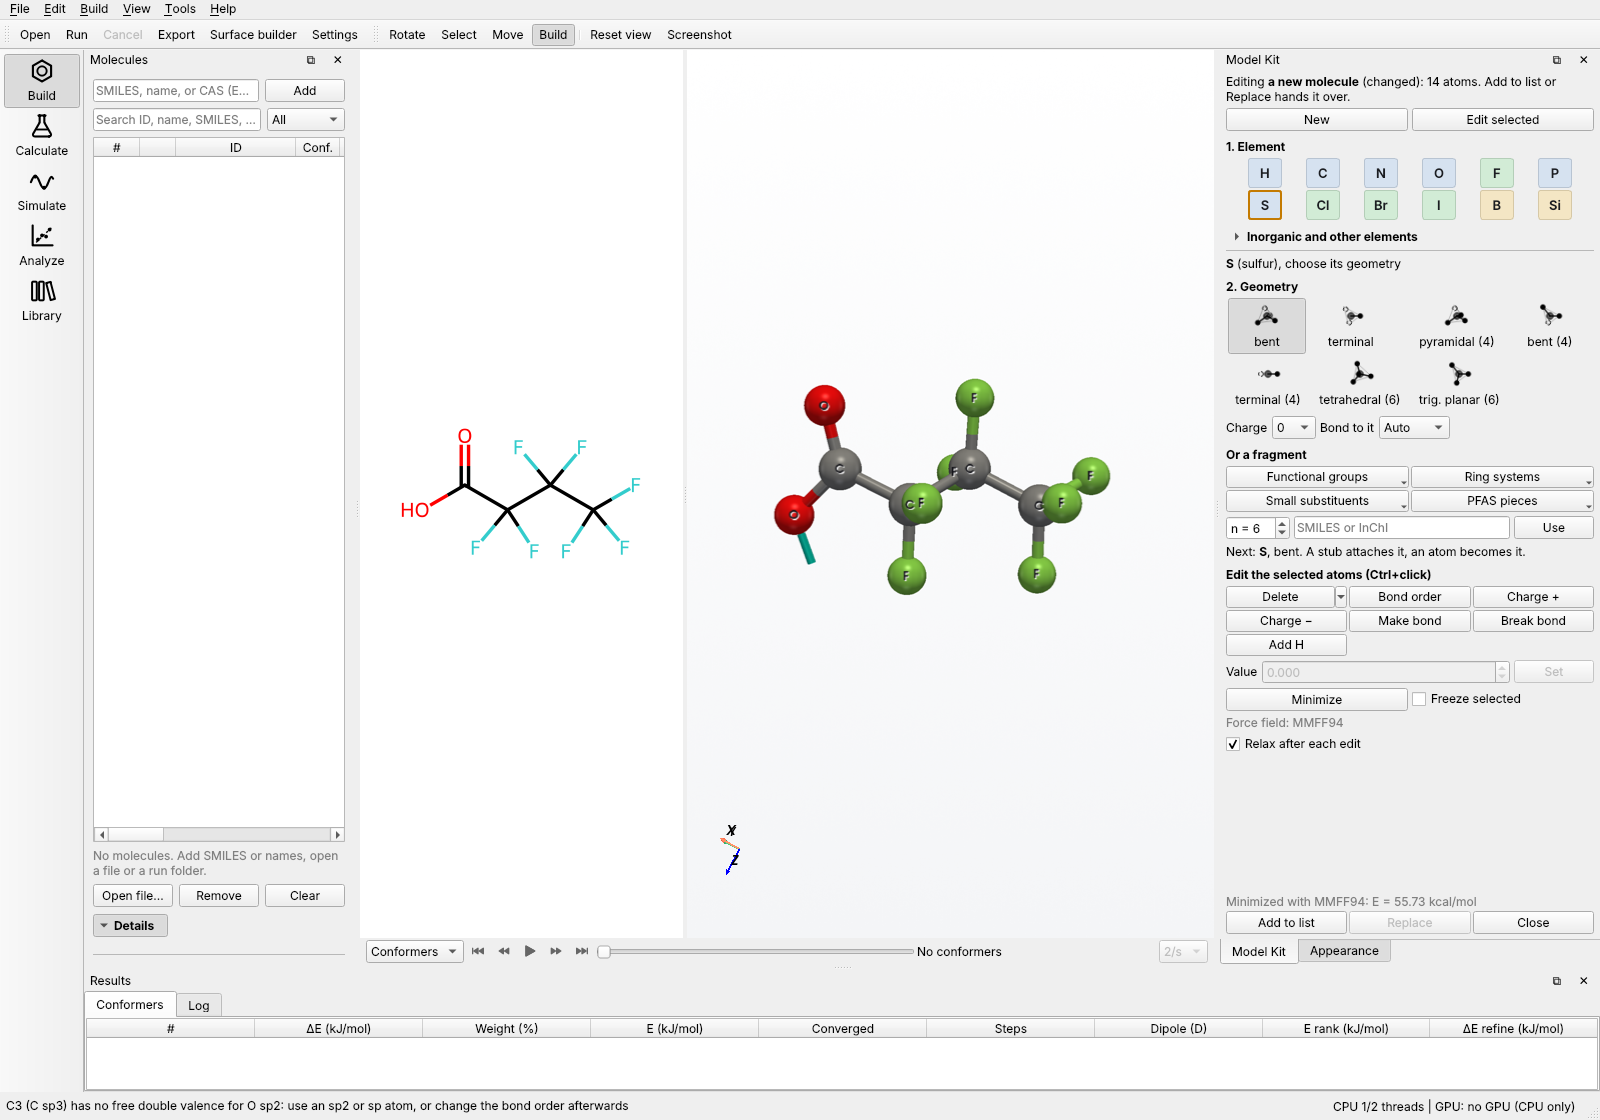 File Edit Build View Tools Help
Open Run Cancel Export Surface builder Settings Rotate Select Move Build Reset view Screenshot
Build
Calculate
Simulate
Analyze
Library
Molecules
SMILES, name, or CAS (E... Add
Search ID, name, SMILES, ... All
# ID Conf.
No molecules. Add SMILES or names, open
a file or a run folder.
Open file... Remove Clear
Details
O
F F
F
HO
F F F F
O F
C C F
F
O C F C F
F F
X
Y
Z
Conformers No conformers 2/s
Model Kit
Editing a new molecule (changed): 14 atoms. Add to list or
Replace hands it over.
New Edit selected
1. Element
H C N O F P
S Cl Br I B Si
Inorganic and other elements
S (sulfur), choose its geometry
2. Geometry
bent terminal pyramidal (4) bent (4)
terminal (4) tetrahedral (6) trig. planar (6)
Charge 0 Bond to it Auto
Or a fragment
Functional groups Ring systems
Small substituents PFAS pieces
n = 6 SMILES or InChI Use
Next: S, bent. A stub attaches it, an atom becomes it.
Edit the selected atoms (Ctrl+click)
Delete Bond order Charge +
Charge − Make bond Break bond
Add H
Value 0.000 Set
Minimize Freeze selected
Force field: MMFF94
Relax after each edit
Minimized with MMFF94: E = 55.73 kcal/mol
Add to list Replace Close
Model Kit Appearance
Results
Conformers Log
# ΔE (kJ/mol) Weight (%) E (kJ/mol) Converged Steps Dipole (D) E rank (kJ/mol) ΔE refine (kJ/mol)
C3 (C sp3) has no free double valence for O sp2: use an sp2 or sp atom, or change the bond order afterwards CPU 1/2 threads | GPU: no GPU (CPU only)